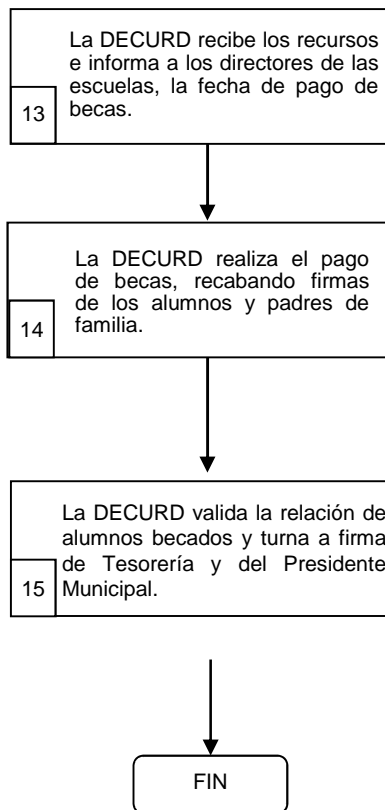 La DECURD recibe los recursos
e informa a los directores de las
escuelas, la fecha de pago de
becas.
13
La DECURD realiza el pago
de becas, recabando firmas
de los alumnos y padres de
familia.
14
La DECURD valida la relación de
alumnos becados y turna a firma
de Tesorería y del Presidente
Municipal.
15
FIN